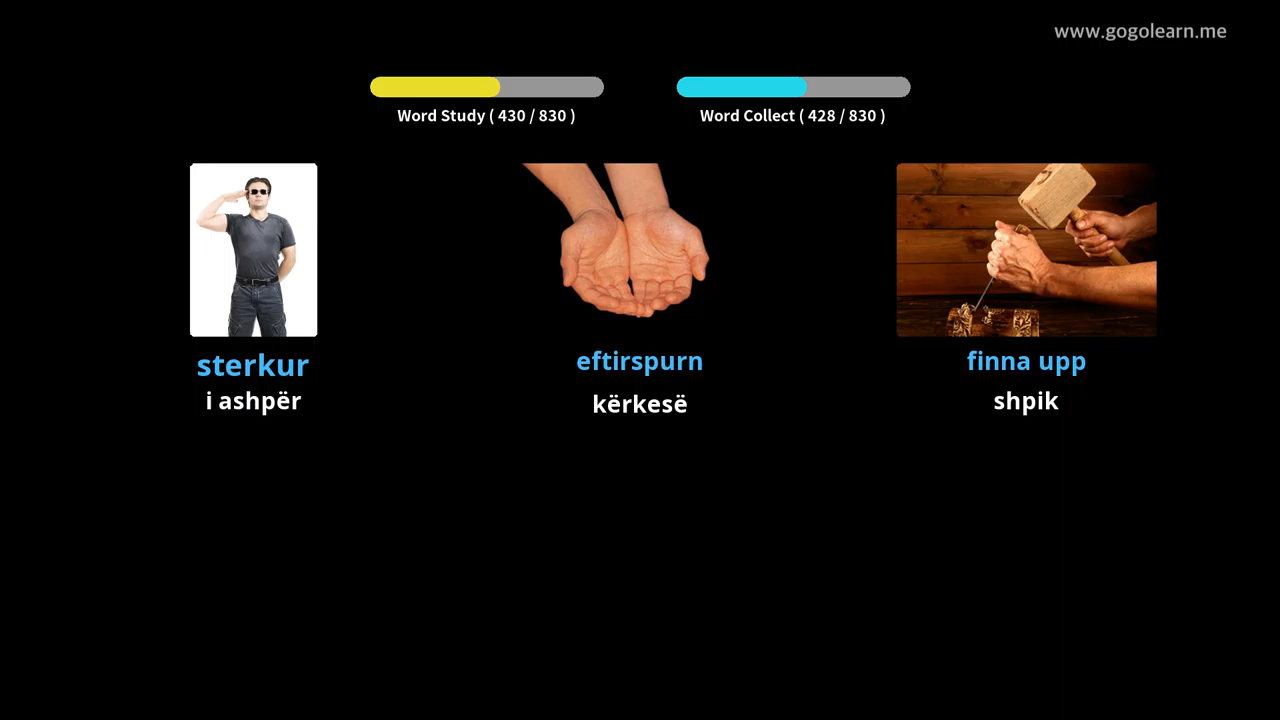 www.gogolearn.me
Word Study ( 430 / 830 )
Word Collect ( 428 / 830 )
sterkur
i ashpër
eftirspurn
kërkesë
finna upp
shpik